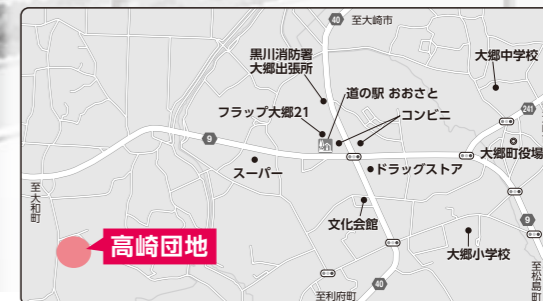 40
至大崎市
黒川消防署
大郷出張所
大郷中学校
道の駅 おおさと
フラップ大郷21
コンビニ
241
9
大郷町役場
スーパー
ドラッグストア
至大和町
文化会館
9
高崎団地
大郷小学校
至松島町
40
至利府町